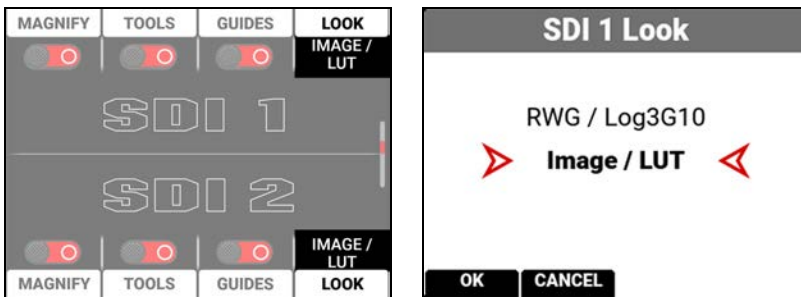 MAGNIFY TOOLS GUIDES LOOK
IMAGE / LUT
SDI 1
SDI 2
IMAGE / LUT
MAGNIFY TOOLS GUIDES LOOK
SDI 1 Look
RWG / Log3G10
Image / LUT
OK CANCEL